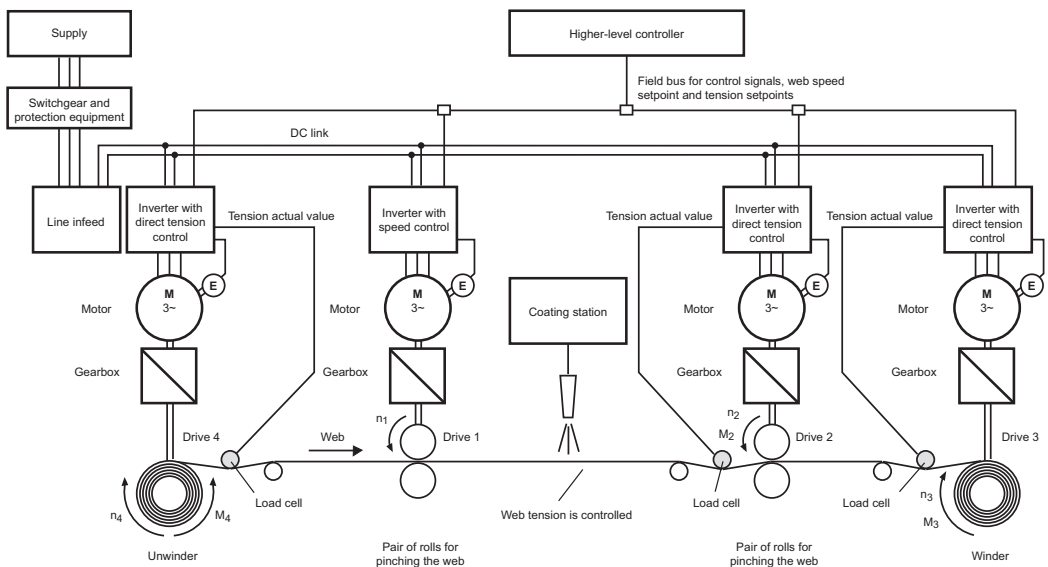 Supply
Higher-level controller
Switchgear and
protection equipment
Field bus for control signals, web speed
setpoint and tension setpoints
DC link
Line infeed
Inverter with
direct tension
control
Tension actual value
Inverter with
speed control
Tension actual value
Inverter with
direct tension
control
Tension actual value
Inverter with
direct tension
control
E
E
E
E
Motor
M
3~
Motor
M
3~
Coating station
Motor
M
3~
Motor
M
3~
Gearbox
Gearbox
Gearbox
Gearbox
n1
n2
Drive 4
Web
Drive 1
M2
Drive 2
Drive 3
n4
M4
Load cell
Web tension is controlled
Load cell
Load cell
n3
M3
Unwinder
Pair of rolls for
pinching the web
Pair of rolls for
pinching the web
Winder